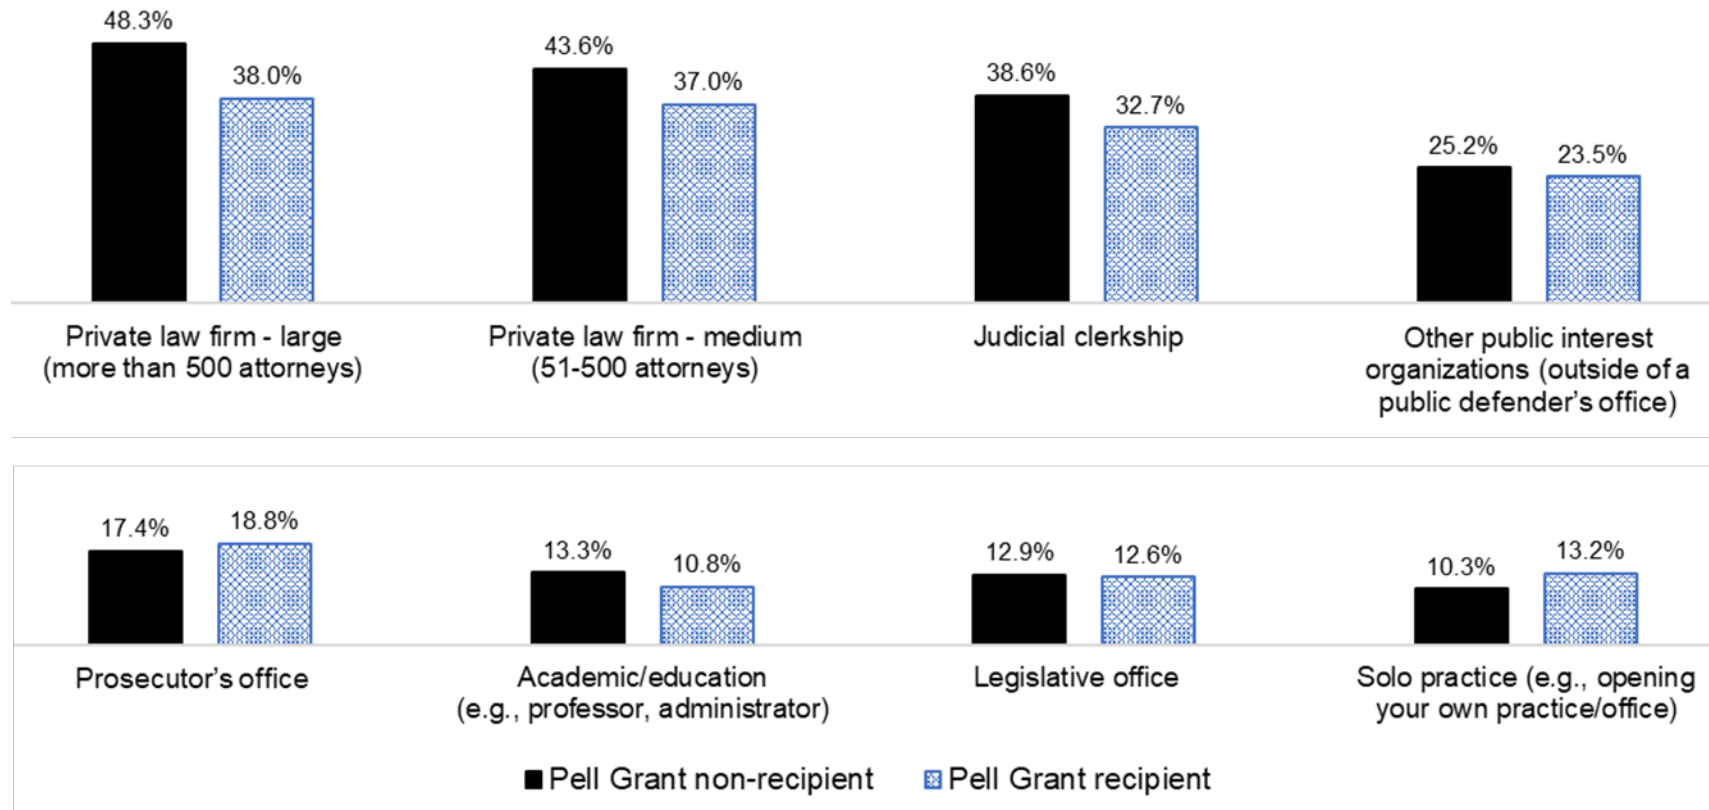 48.3%
38.0%
43.6%
37.0%
38.6%
32.7%
25.2%
23.5%
Private law firm - large
(more than 500 attorneys)
Private law firm - medium
(51-500 attorneys)
Judicial clerkship
Other public interest
organizations (outside of a
public defender’s office)
17.4%
18.8%
13.3%
10.8%
12.9%
12.6%
10.3%
13.2%
Prosecutor’s office
Academic/education
(e.g., professor, administrator)
Legislative office
Solo practice (e.g., opening
your own practice/office)
Pell Grant non-recipient
Pell Grant recipient